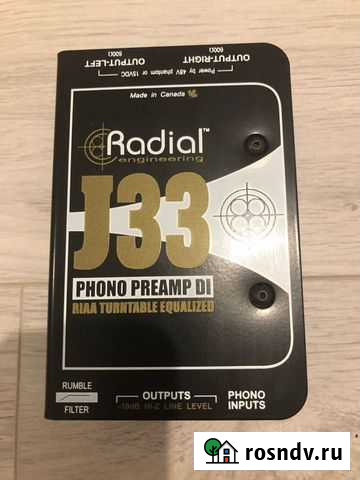 OUTPUT-LEFT
600Ω
OUTPUT-RIGHT
600Ω
Power by 48V phantom or 15VDC
Made in Canada
Radial™
engineering
J33
PHONO PREAMP DI
RIAA TURNTABLE EQUALIZED
RUMBLE
FILTER
OUTPUTS
-10dB HI-Z LINE LEVEL
PHONO
INPUTS
rosndv.ru